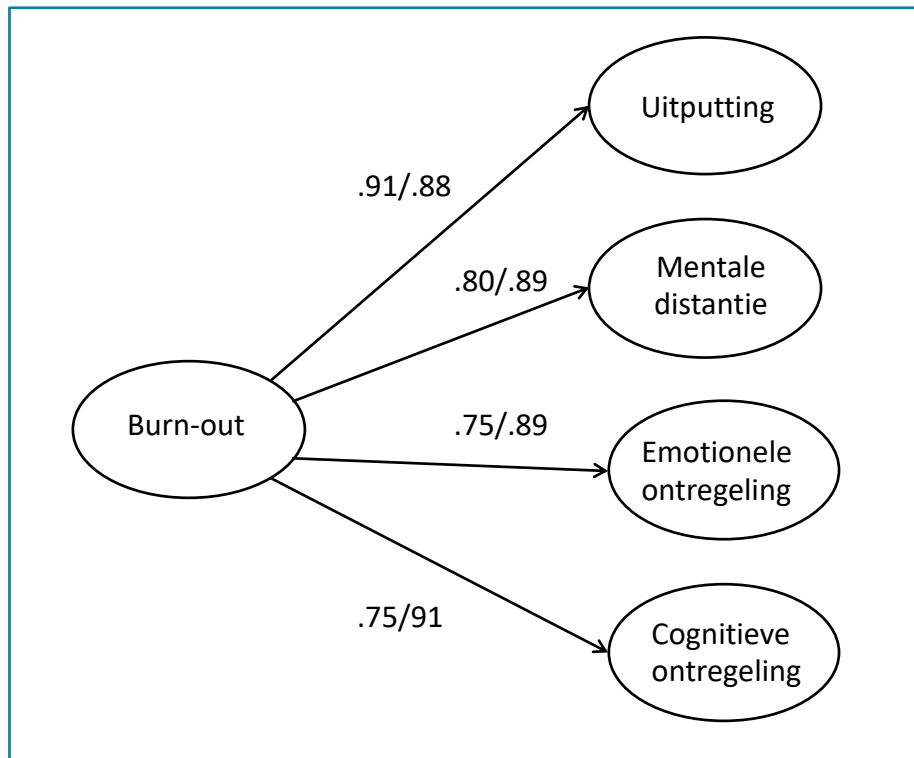 Uitputting
.91/.88
Mentale
distantie
.80/.89
Burn-out
.75/.89
Emotionele
ontregeling
.75/91
Cognitieve
ontregeling